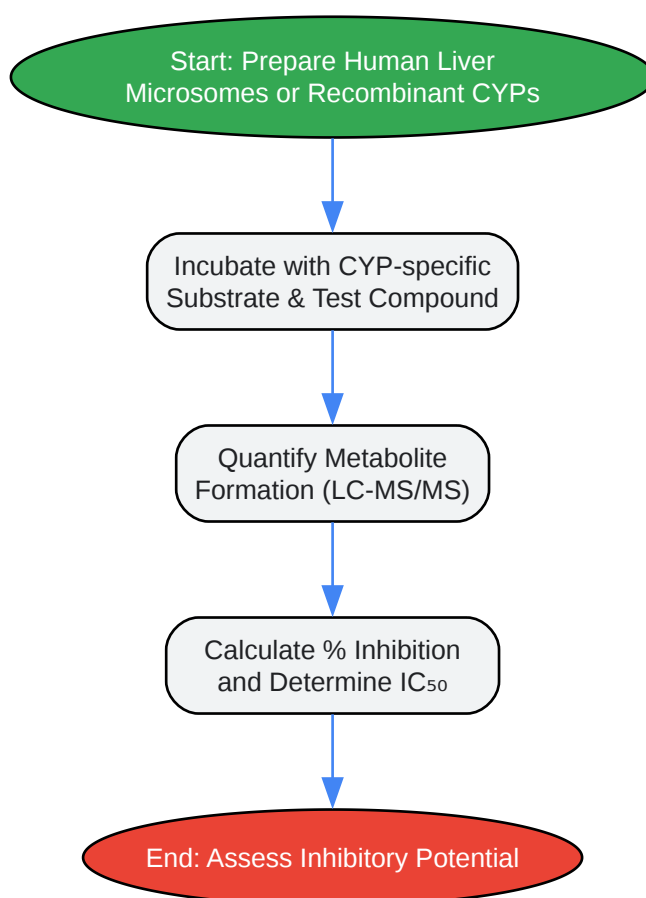 Start: Prepare Human Liver
Microsomes or Recombinant CYPs
Incubate with CYP-specific
Substrate & Test Compound
Quantify Metabolite
Formation (LC-MS/MS)
Calculate % Inhibition
and Determine IC₅₀
End: Assess Inhibitory Potential